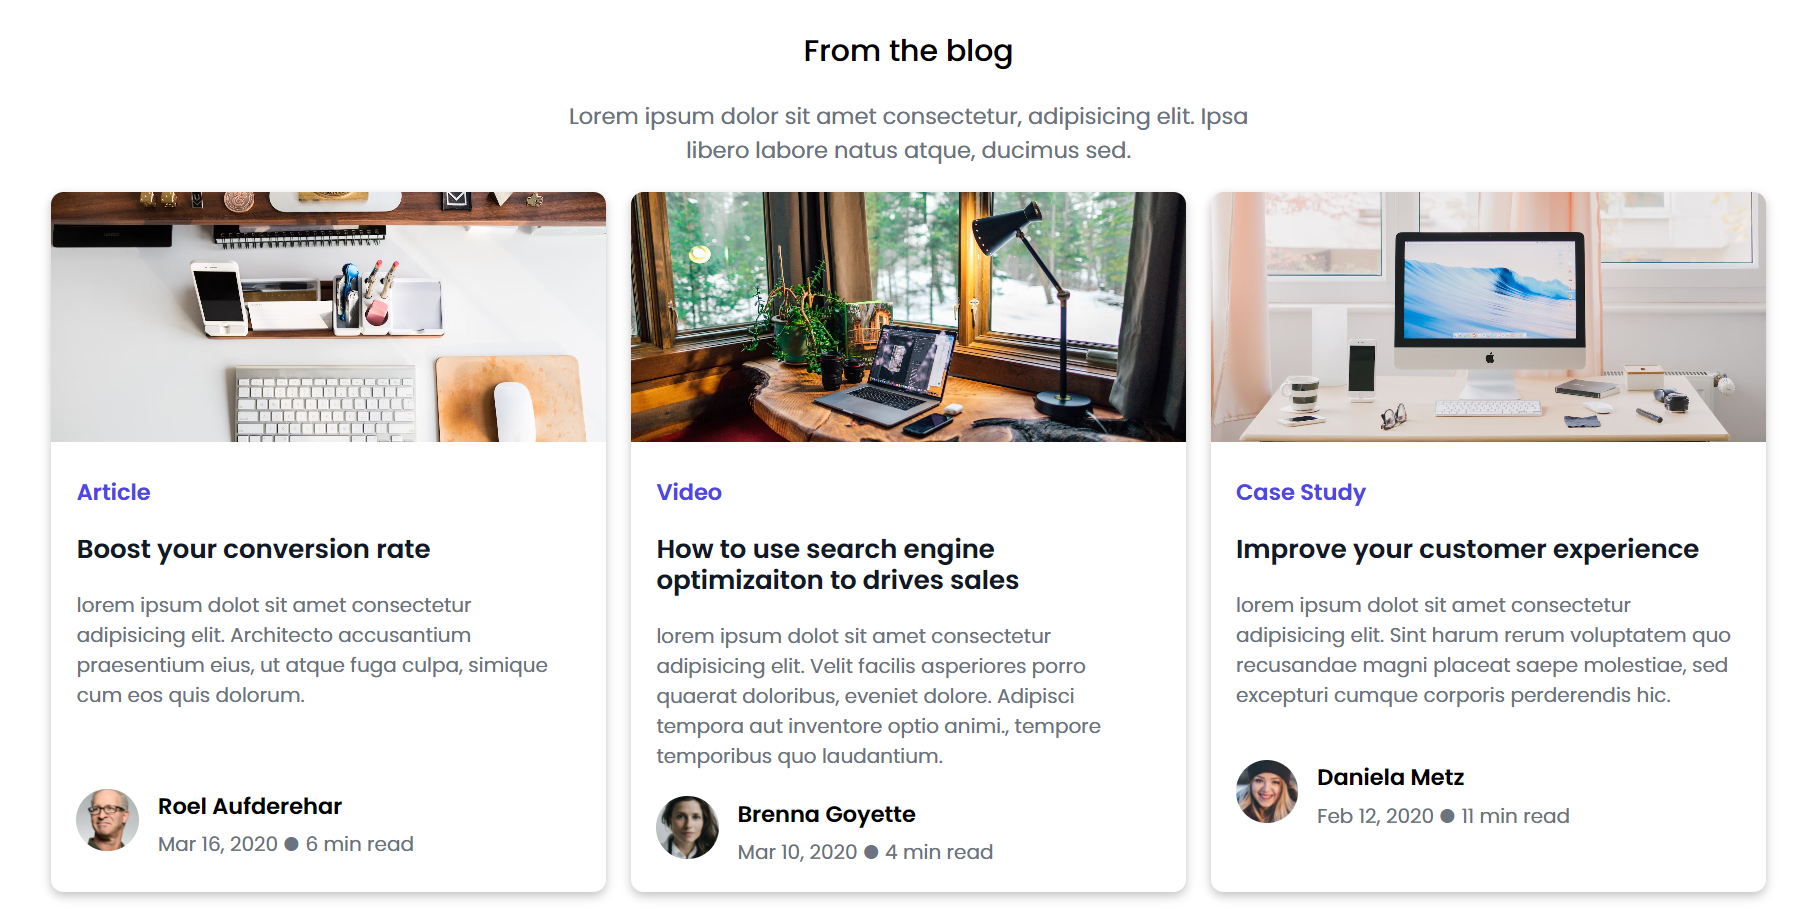 From the blog
Lorem ipsum dolor sit amet consectetur, adipisicing elit. Ipsa
libero labore natus atque, ducimus sed.
Article
Boost your conversion rate
lorem ipsum dolot sit amet consectetur
adipisicing elit. Architecto accusantium
praesentium eius, ut atque fuga culpa, simique
cum eos quis dolorum.
Roel Aufderehar
Mar 16, 2020 ● 6 min read
Video
How to use search engine
optimizaiton to drives sales
lorem ipsum dolot sit amet consectetur
adipisicing elit. Velit facilis asperiores porro
quaerat doloribus, eveniet dolore. Adipisci
tempora aut inventore optio animi., tempore
temporibus quo laudantium.
Brenna Goyette
Mar 10, 2020 ● 4 min read
Case Study
Improve your customer experience
lorem ipsum dolot sit amet consectetur
adipisicing elit. Sint harum rerum voluptatem quo
recusandae magni placeat saepe molestiae, sed
excepturi cumque corporis perderendis hic.
Daniela Metz
Feb 12, 2020 ● 11 min read